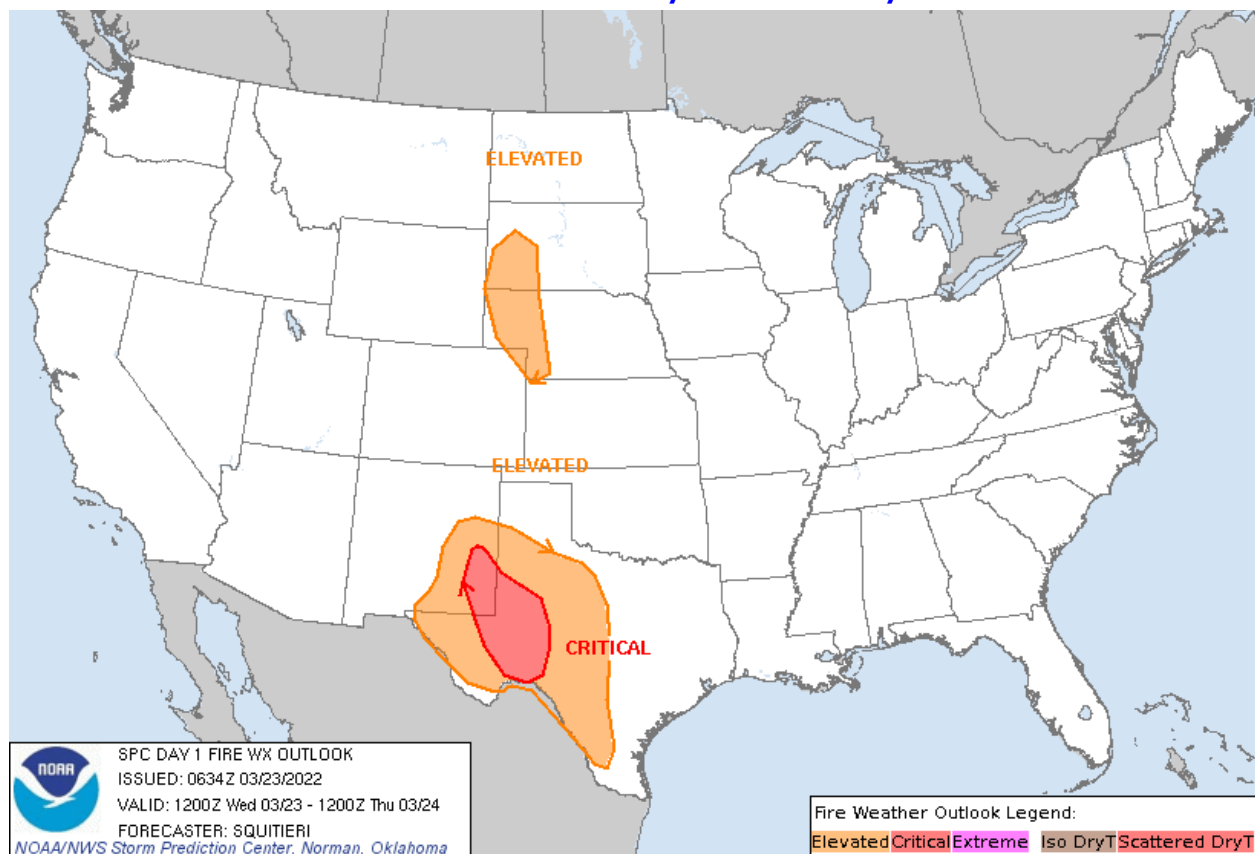 ELEVATED
ELEVATED
CRITICAL
NOAA
SPC DAY 1 FIRE WX OUTLOOK
ISSUED: 0634Z 03/23/2022
VALID: 1200Z Wed 03/23 - 1200Z Thu 03/24
FORECASTER: SQUITIERI
NOAA/NWS Storm Prediction Center, Norman, Oklahoma
Fire Weather Outlook Legend:
Elevated Critical Extreme Iso DryT Scattered DryT